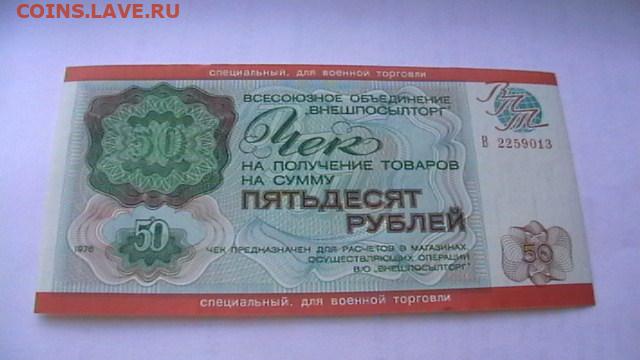 COINS.LAVE.RU
СПЕЦИАЛЬНЫЙ, ДЛЯ ВОЕННОЙ ТОРГОВЛИ
ВСЕСОЮЗНОЕ ОБЪЕДИНЕНИЕ
"ВНЕШПОСЫЛТОРГ"
ВПТ
В 2259013
50
Чек
НА ПОЛУЧЕНИЕ ТОВАРОВ
НА СУММУ
ПЯТЬДЕСЯТ
РУБЛЕЙ
1976
50
50
ЧЕК ПРЕДНАЗНАЧЕН ДЛЯ РАСЧЕТОВ В МАГАЗИНАХ,
ОСУЩЕСТВЛЯЮЩИХ ОПЕРАЦИИ
В/О „ВНЕШПОСЫЛТОРГ"
СПЕЦИАЛЬНЫЙ, ДЛЯ ВОЕННОЙ ТОРГОВЛИ